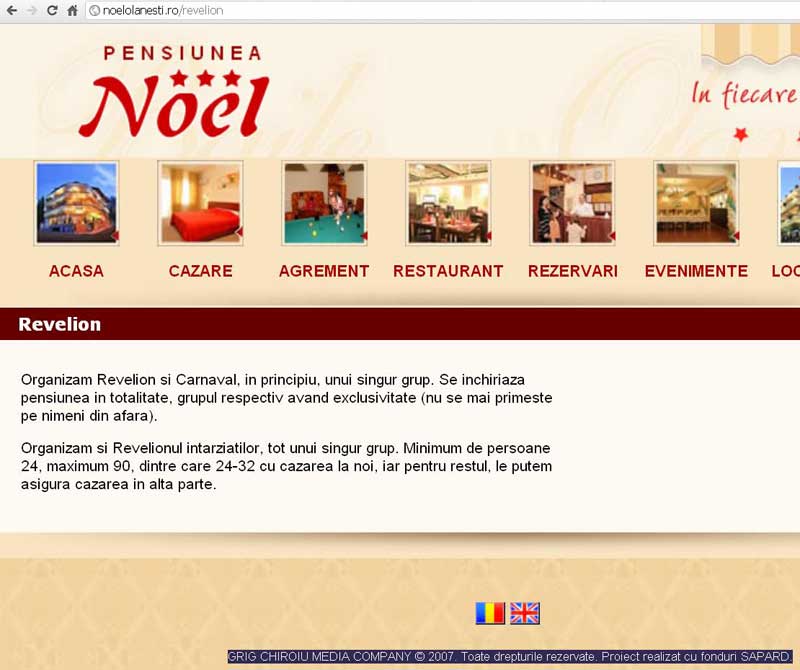 noelolanesti.ro/revelion
PENSIUNEA
Noël
In fiecare
ACASA
CAZARE
AGREMENT
RESTAURANT
REZERVARI
EVENIMENTE
LOC
Revelion
Organizam Revelion si Carnaval, in principiu, unui singur grup. Se inchiriaza
pensiunea in totalitate, grupul respectiv avand exclusivitate (nu se mai primeste
pe nimeni din afara).
Organizam si Revelionul intarziatilor, tot unui singur grup. Minimum de persoane
24, maximum 90, dintre care 24-32 cu cazarea la noi, iar pentru restul, le putem
asigura cazarea in alta parte.
GRIG CHIROIU MEDIA COMPANY © 2007. Toate drepturile rezervate. Proiect realizat cu fonduri SAPARD.